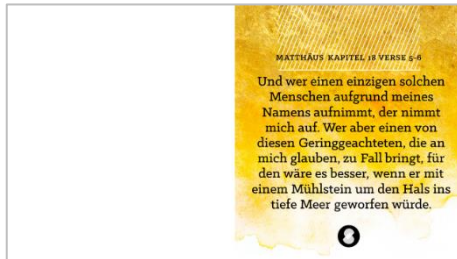 MATTHÄUS KAPITEL 18 VERSE 5-6
Und wer einen einzigen solchen
Menschen aufgrund meines
Namens aufnimmt, der nimmt
mich auf. Wer aber einen von
diesen Geringgeachteten, die an
mich glauben, zu Fall bringt, für
den wäre es besser, wenn er mit
einem Mühlstein um den Hals ins
tiefe Meer geworfen würde.